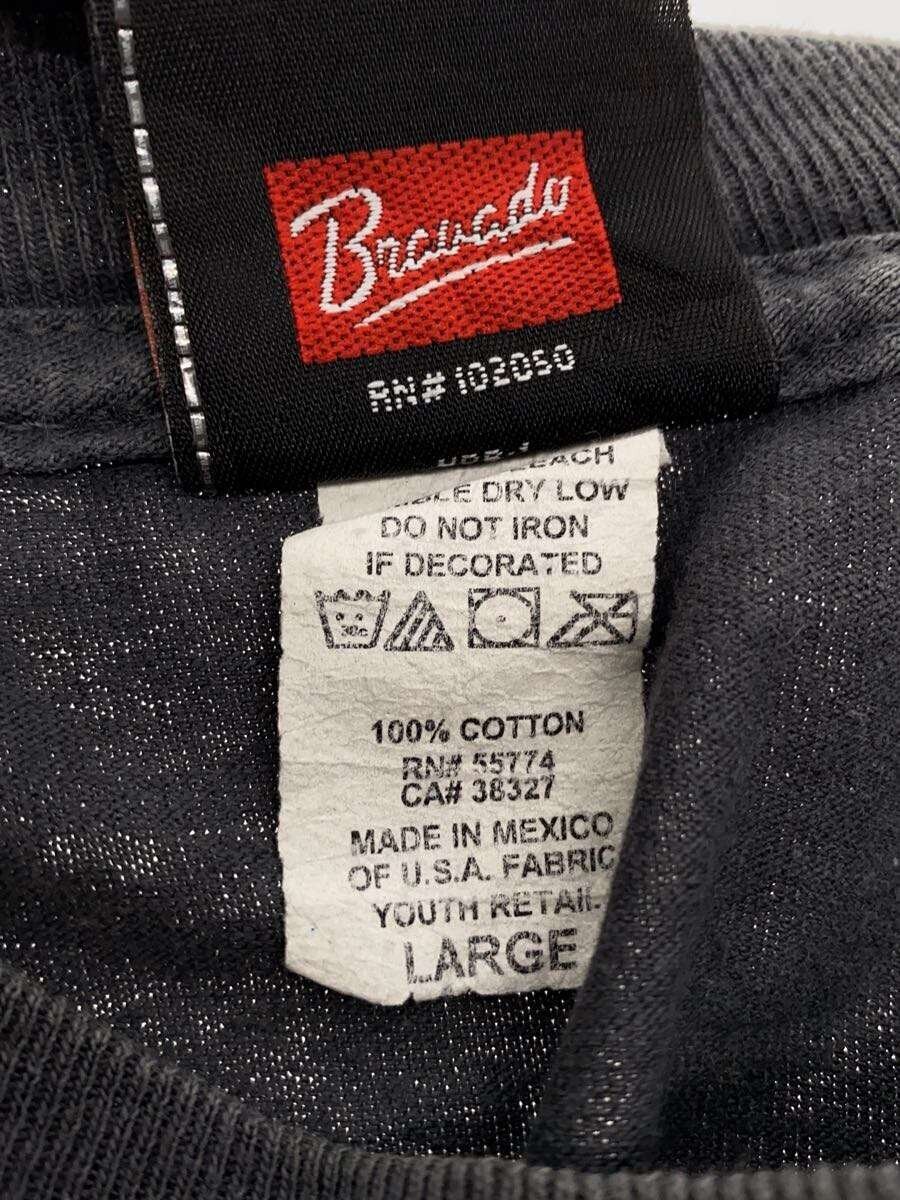 Bravado
RN# 102050
DRY LOW
DO NOT IRON
IF DECORATED
100% COTTON
RN# 55774
CA# 38327
MADE IN MEXICO
OF U.S.A. FABRIC
YOUTH RETAIL
LARGE